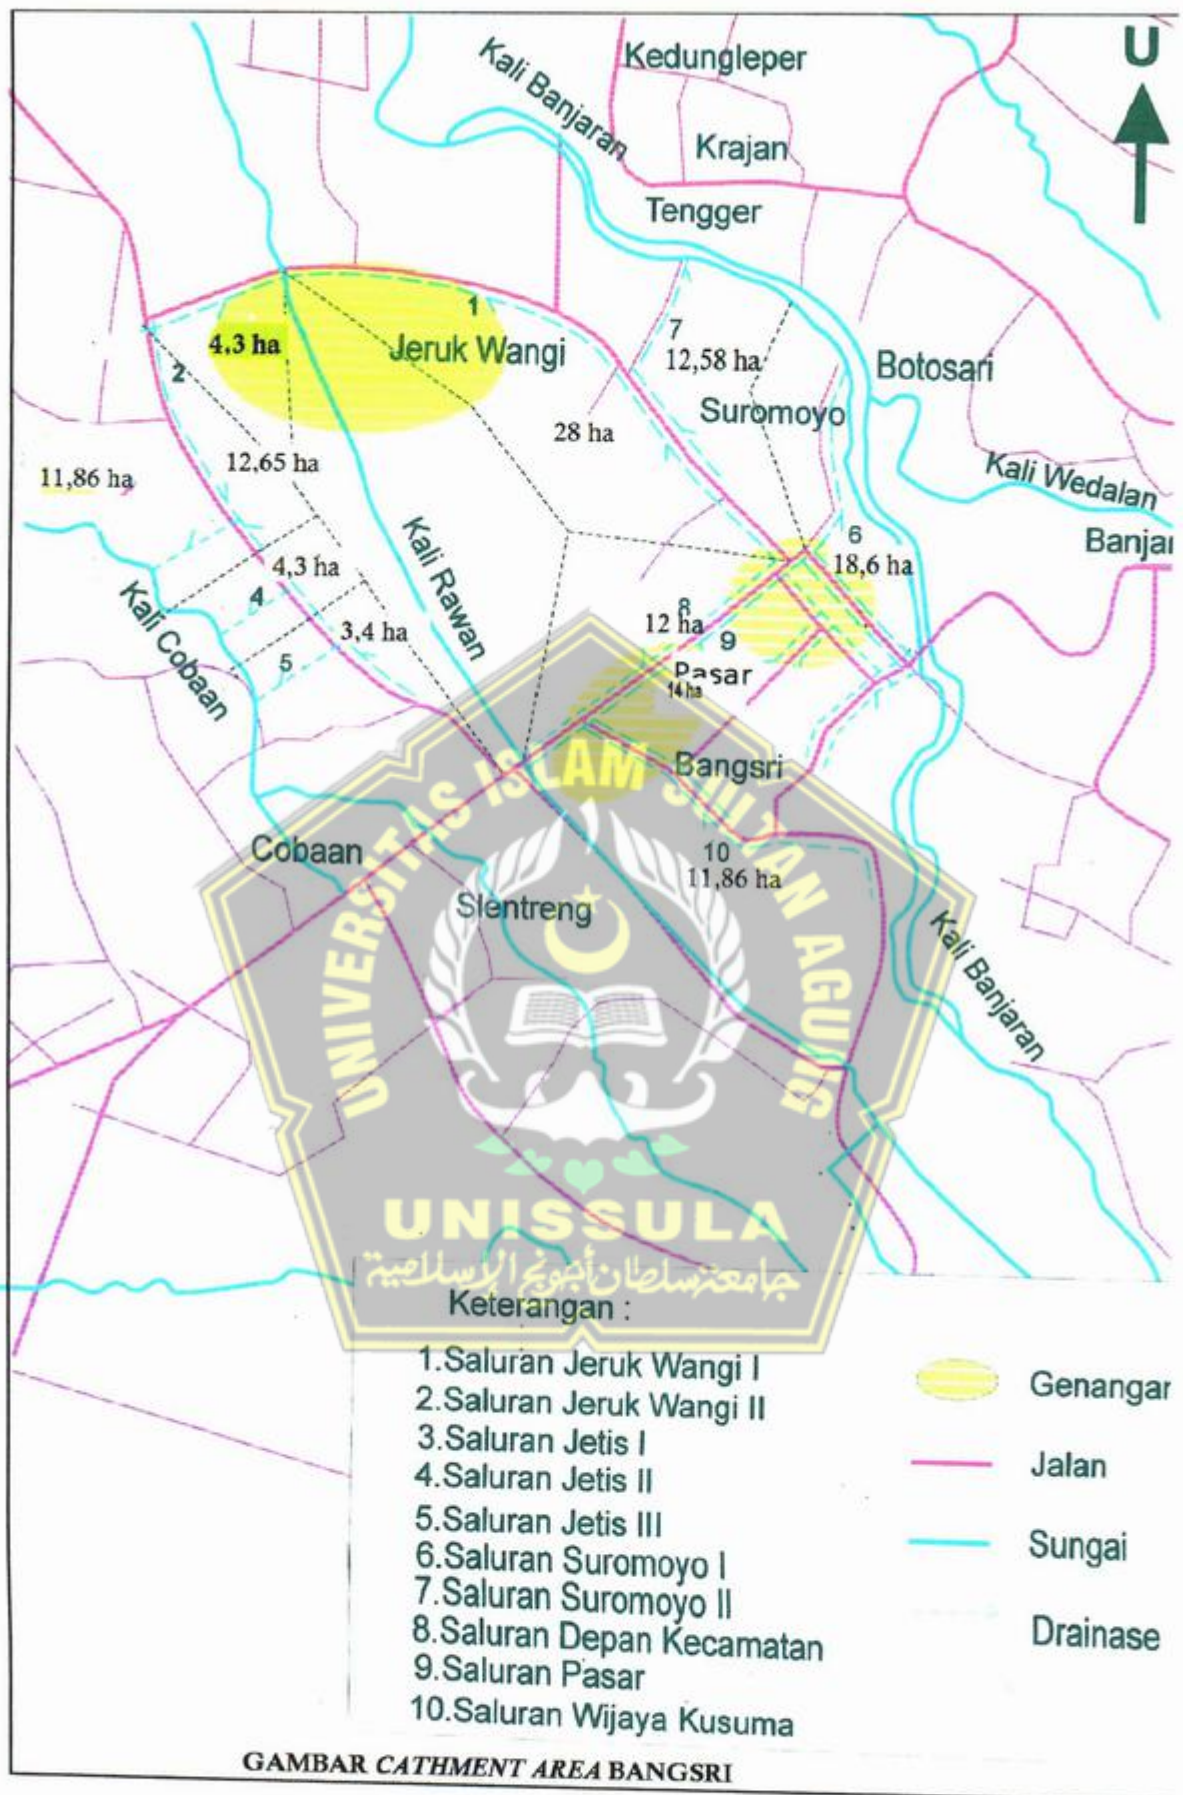 U
Kedungleper
Kali Banjaran
Krajan
Tengger
1
4,3 ha
Jeruk Wangi
7
12,58 ha
Botosari
2
Suromoyo
28 ha
12,65 ha
11,86 ha
Kali Wedalan
Kali Rawan
6
Banjar
18,6 ha
4,3 ha
4
Kali Cobaan
8
12 ha
3,4 ha
9
5
Pasar
14 ha
Bangsri
Cobaan
10
11,86 ha
Slentreng
Kali Banjaran
UNIVERSITAS ISLAM SULTAN AGUNG
UNISSULA
جامعة سلطان أجونج الإسلامية
Keterangan :
1.Saluran Jeruk Wangi I
2.Saluran Jeruk Wangi II
3.Saluran Jetis I
4.Saluran Jetis II
5.Saluran Jetis III
6.Saluran Suromoyo I
7.Saluran Suromoyo II
8.Saluran Depan Kecamatan
9.Saluran Pasar
10.Saluran Wijaya Kusuma
Genangar
Jalan
Sungai
Drainase
GAMBAR CATHMENT AREA BANGSRI